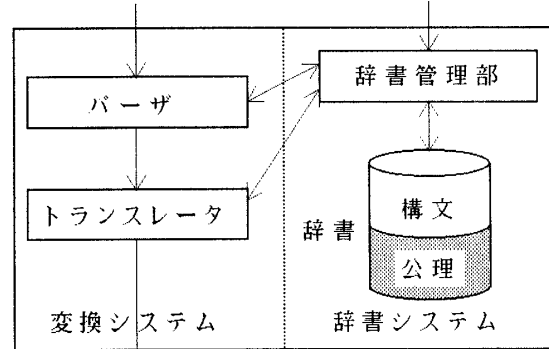 辞書管理部
バーザ
トランスレータ
構文
辞書
公理
変換システム
辞書システム